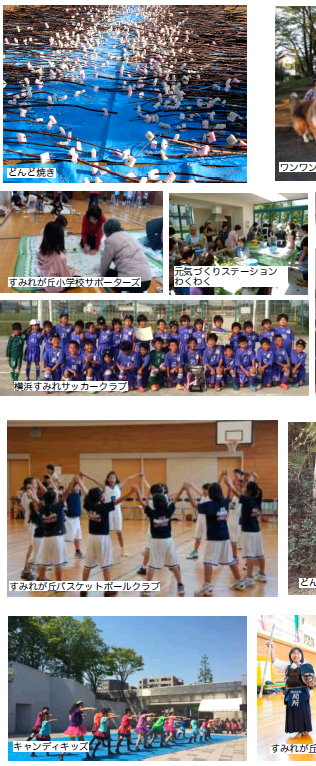 どんど焼き
ワンワン
すみれが丘小学校サポーターズ
元気づくりステーション
わくわく
横浜すみれサッカークラブ
すみれが丘バスケットボールクラブ
どん
キャンディキッズ
すみれが丘